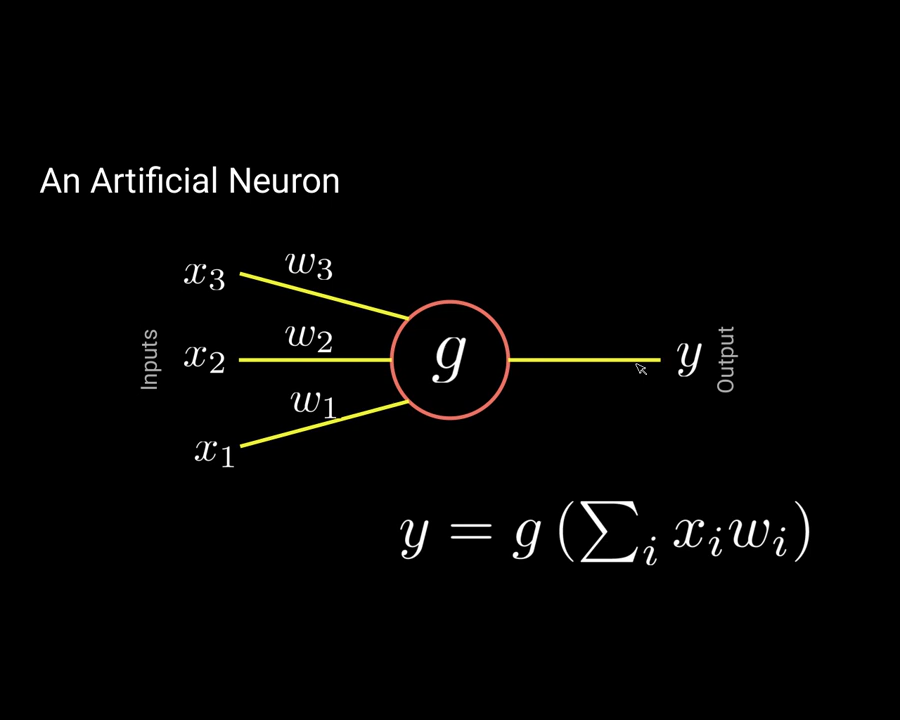 An Artificial Neuron
x₃ w₃
Inputs x₂ w₂ g y Output
x₁ w₁
y = g (∑ᵢ xᵢwᵢ)